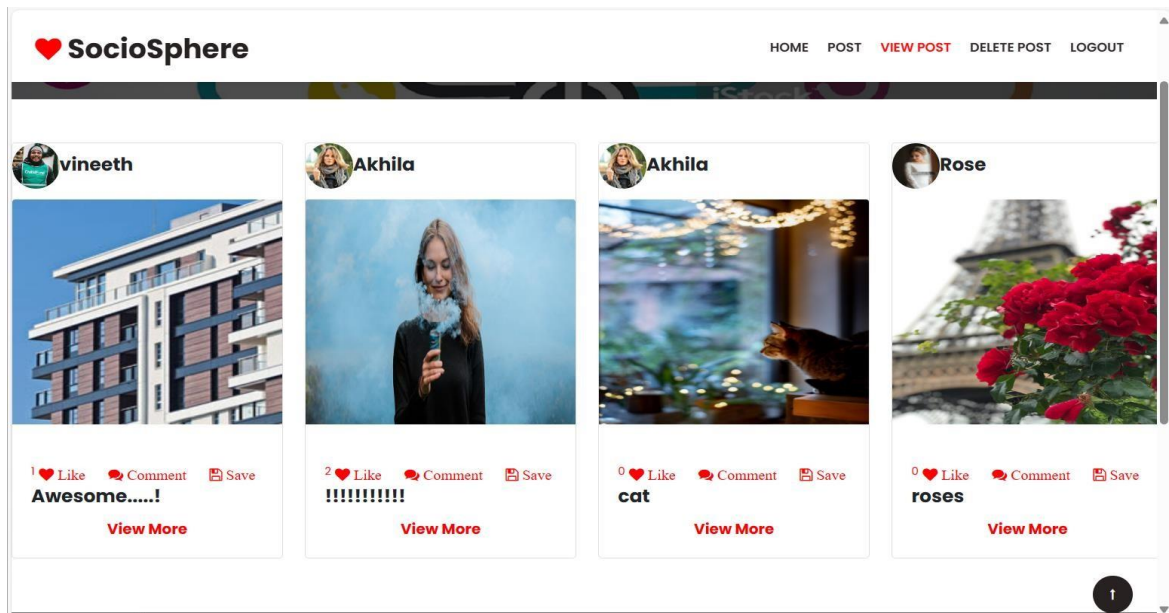 SocioSphere
HOME POST VIEW POST DELETE POST LOGOUT
iStock
vineeth
Akhila
Akhila
Rose
1 Like Comment Save
Awesome.....!
View More
2 Like Comment Save
!!!!!!!!!!!
View More
0 Like Comment Save
cat
View More
0 Like Comment Save
roses
View More